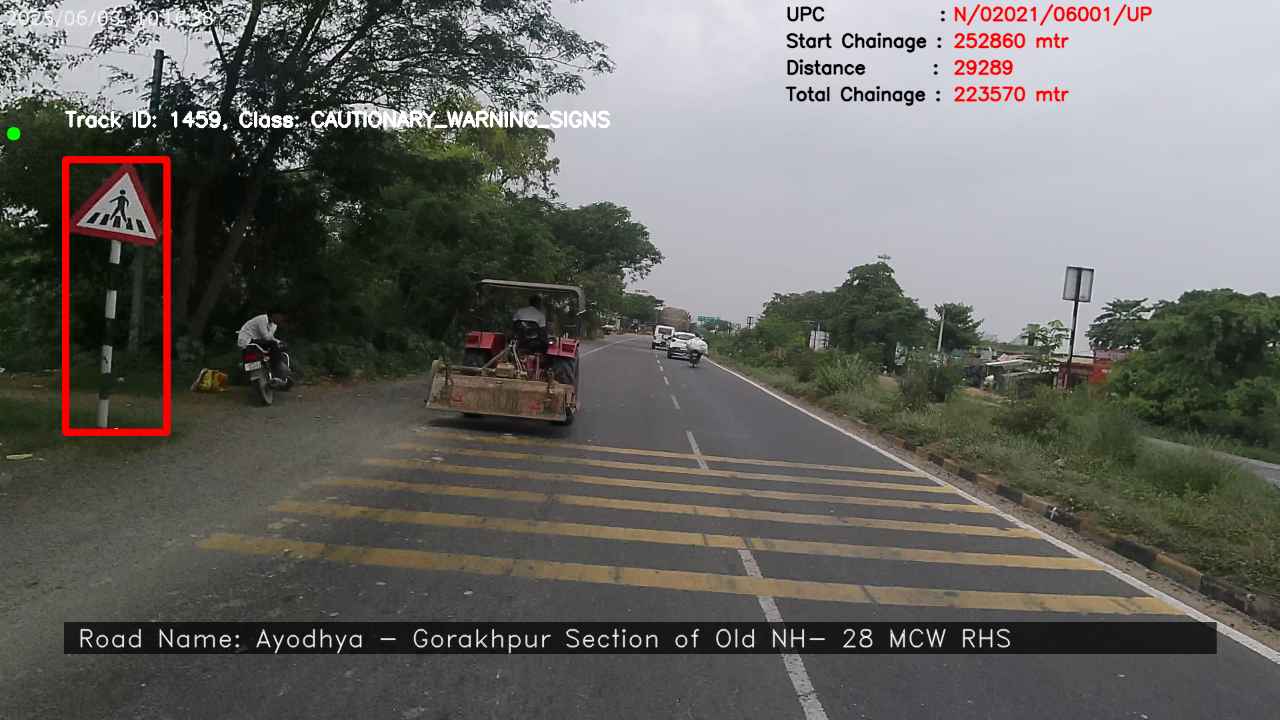 UPC : N/02021/06001/UP
Start Chainage : 252860 mtr
Distance : 29289
Total Chainage : 223570 mtr
Track ID: 1459, Class: CAUTIONARY_WARNING_SIGNS
Road Name: Ayodhya - Gorakhpur Section of Old NH- 28 MCW RHS